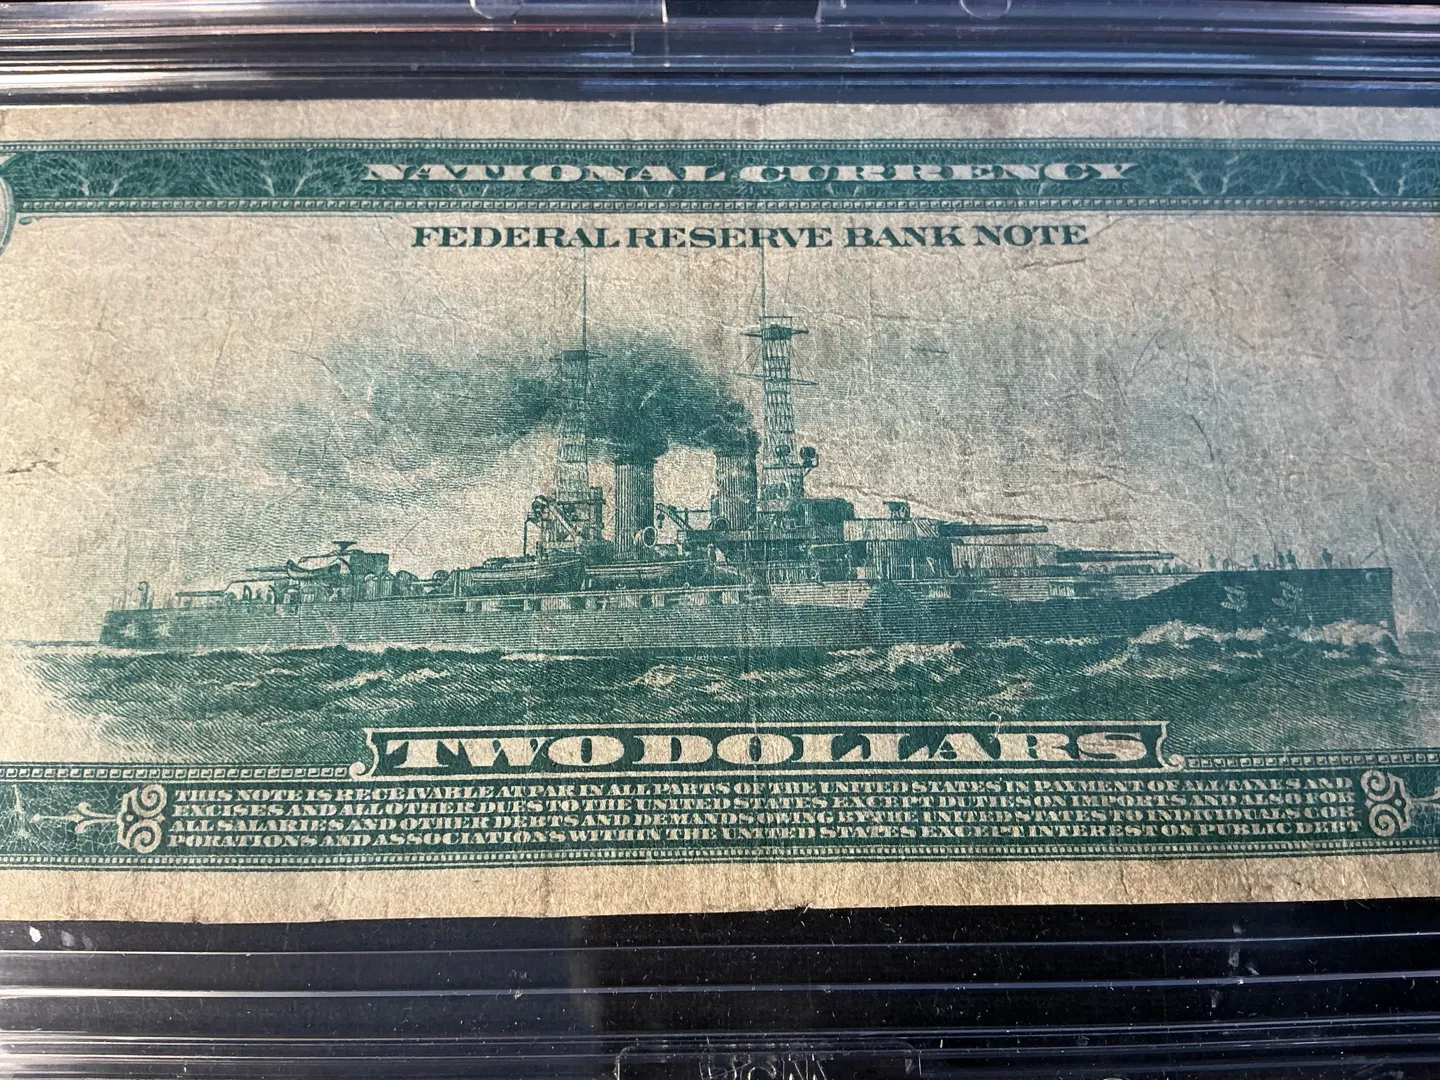 NATIONAL CURRENCY
FEDERAL RESERVE BANK NOTE
TWO DOLLARS
THIS NOTE IS RECEIVABLE AT PAR IN ALL PARTS OF THE UNITED STATES IN PAYMENT OF ALL TAXES AND
EXCISES AND ALL OTHER DUES TO THE UNITED STATES EXCEPT DUTIES ON IMPORTS AND ALSO FOR
ALL SALARIES AND OTHER DEBTS AND DEMANDS OWING BY THE UNITED STATES TO INDIVIDUALS COR
PORATIONS AND ASSOCIATIONS WITHIN THE UNITED STATES EXCEPT INTEREST ON PUBLIC DEBT